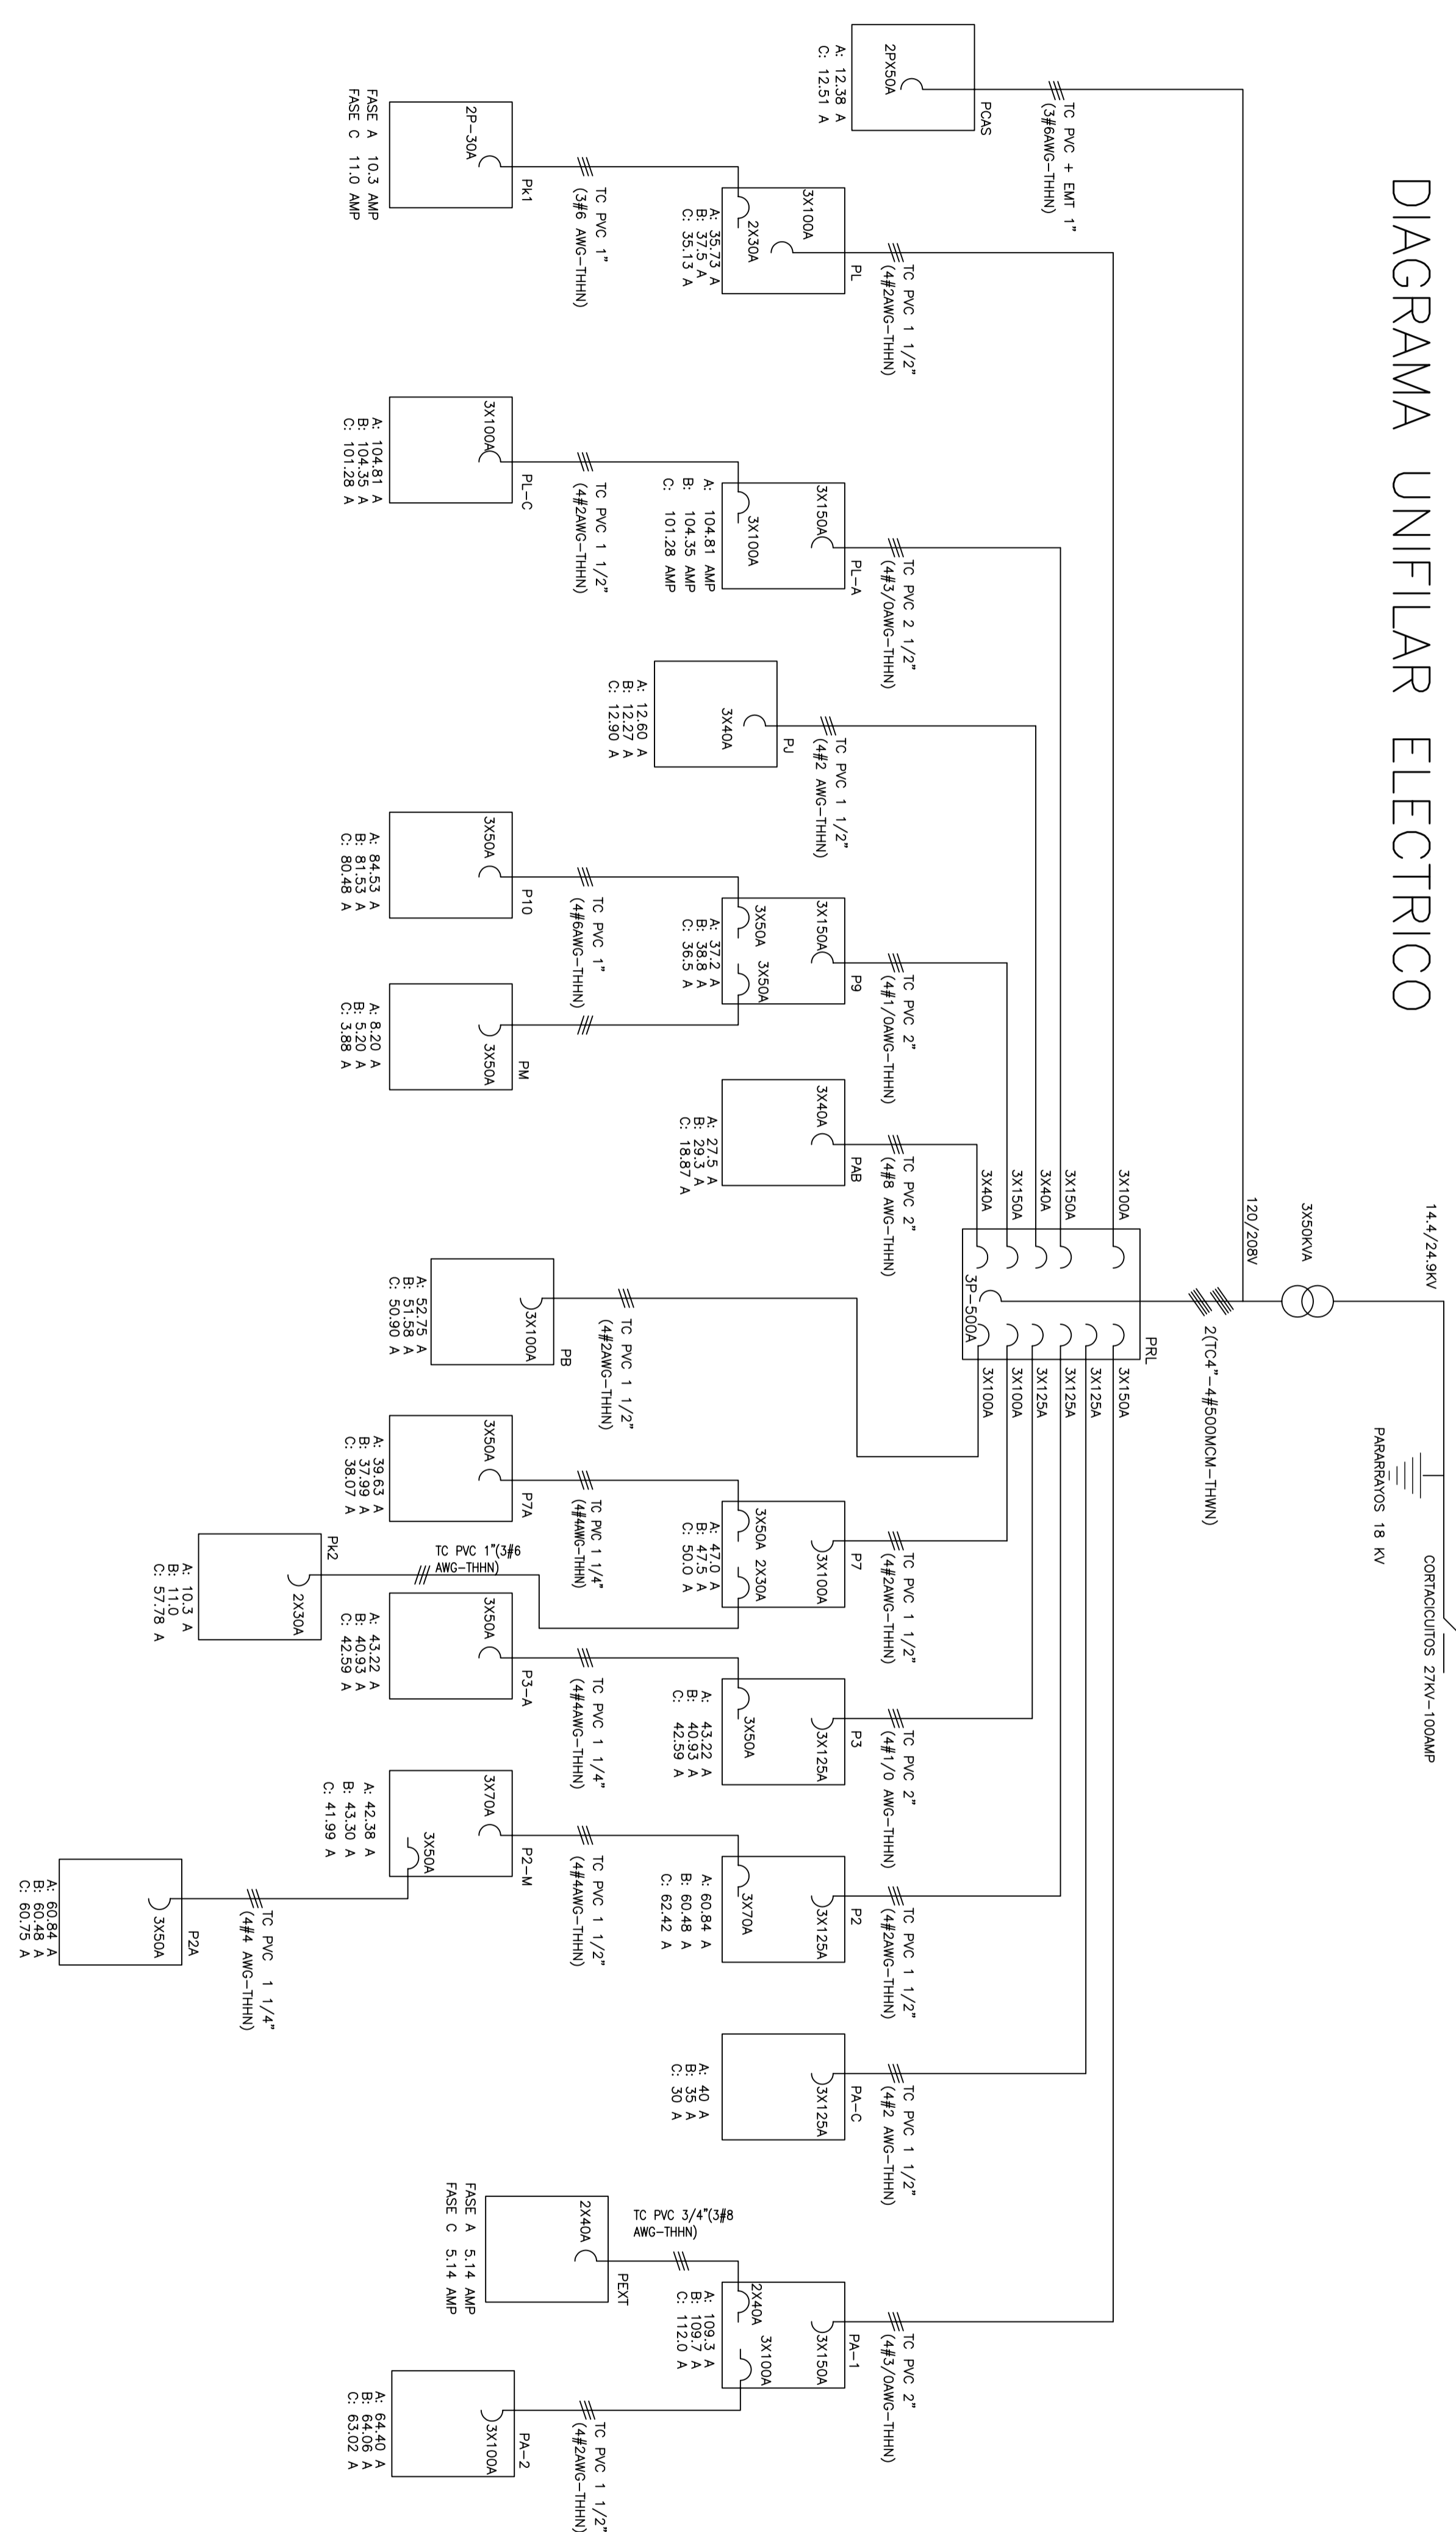 DIAGRAMA UNIFILAR ELECTRICO
14.4/24.9KV
CORTACICUITOS 27KV-100AMP
PARARRAYOS 18 KV
3X50KVA
120/208V
2(TC4"-4#500MCM-THWN)
PRL
3P-500A
3X100A
3X150A
3X40A
3X150A
3X40A
3X150A
3X125A
3X125A
3X125A
3X100A
3X100A
TC PVC + EMT 1"
(3#6AWG-THHN)
PCAS
2PX50A
A: 12.38 A
C: 12.51 A
TC PVC 1 1/2"
(4#2AWG-THHN)
PL
3X100A
2X30A
A: 35.73 A
B: 37.5 A
C: 35.13 A
TC PVC 1"
(3#6 AWG-THHN)
Pk1
2P-30A
FASE A 10.3 AMP
FASE C 11.0 AMP
TC PVC 2 1/2"
(4#3/0AWG-THHN)
PL-A
3X150A
3X100A
A: 104.81 AMP
B: 104.35 AMP
C: 101.28 AMP
TC PVC 1 1/2"
(4#2AWG-THHN)
PL-C
3X100A
A: 104.81 A
B: 104.35 A
C: 101.28 A
TC PVC 1 1/2"
(4#2 AWG-THHN)
PJ
3X40A
A: 12.60 A
B: 12.27 A
C: 12.90 A
TC PVC 2"
(4#1/0AWG-THHN)
P9
3X150A
3X50A
3X50A
A: 37.2 A
B: 38.8 A
C: 36.5 A
TC PVC 1"
(4#6AWG-THHN)
P10
3X50A
A: 84.53 A
B: 81.53 A
C: 80.48 A
PM
3X50A
A: 8.20 A
B: 5.20 A
C: 3.88 A
TC PVC 2"
(4#8 AWG-THHN)
PAB
3X40A
A: 27.5 A
B: 29.3 A
C: 18.87 A
TC PVC 1 1/2"
(4#2AWG-THHN)
PB
3X100A
A: 52.75 A
B: 51.58 A
C: 50.90 A
TC PVC 1 1/2"
(4#2AWG-THHN)
P7
3X100A
3X50A 2X30A
A: 47.0 A
B: 47.5 A
C: 50.0 A
TC PVC 1 1/4"
(4#4AWG-THHN)
P7A
3X50A
A: 39.63 A
B: 37.99 A
C: 38.07 A
TC PVC 1"(3#6
AWG-THHN)
Pk2
2X30A
A: 10.3 A
B: 11.0
C: 57.78 A
TC PVC 2"
(4#1/0 AWG-THHN)
P3
3X125A
3X50A
A: 43.22 A
B: 40.93 A
C: 42.59 A
TC PVC 1 1/4"
(4#4AWG-THHN)
P3-A
3X50A
A: 43.22 A
B: 40.93 A
C: 42.59 A
TC PVC 1 1/2"
(4#2AWG-THHN)
P2
3X125A
3X70A
A: 60.84 A
B: 60.48 A
C: 62.42 A
TC PVC 1 1/2"
(4#4AWG-THHN)
P2-M
3X70A
3X50A
A: 42.38 A
B: 43.30 A
C: 41.99 A
TC PVC 1 1/4"
(4#4 AWG-THHN)
P2A
3X50A
A: 60.84 A
B: 60.48 A
C: 60.75 A
TC PVC 1 1/2"
(4#2 AWG-THHN)
PA-C
3X125A
A: 40 A
B: 35 A
C: 30 A
TC PVC 2"
(4#3/0AWG-THHN)
PA-1
3X150A
2X40A
3X100A
A: 109.3 A
B: 109.7 A
C: 112.0 A
TC PVC 3/4"(3#8
AWG-THHN)
PEXT
2X40A
FASE A 5.14 AMP
FASE C 5.14 AMP
TC PVC 1 1/2"
(4#2AWG-THHN)
PA-2
3X100A
A: 64.40 A
B: 64.06 A
C: 63.02 A